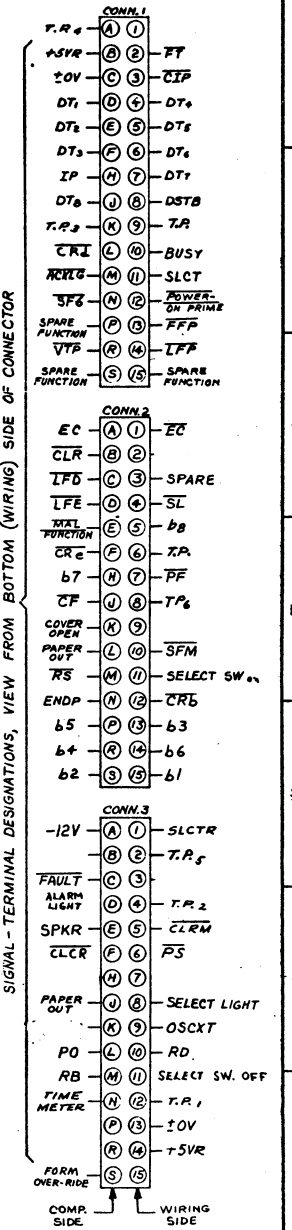 CONN.1
T.R4 A 1
+5VR B 2 FT
±0V C 3 CIP
DT1 D 4 DT4
DT2 E 5 DT5
DT3 F 6 DT6
IP H 7 DT7
DT8 J 8 DSTB
T.P.3 K 9 T.P.
L 10 BUSY
ACKLG M 11 SLCT
SF6 N 12 POWER-ON PRIME
SPARE FUNCTION P 13 FFP
VTP R 14 LFP
SPARE FUNCTION S 15 SPARE FUNCTION
CONN.2
EC A 1 EC
CLR B 2
LFD C 3 SPARE
LFE D 4 SL
MAL FUNCTION E 5 b8
CRe F 6 T.P.
b7 H 7 PF
CF J 8 TP6
COVER OPEN K 9
PAPER OUT L 10 SFM
RS M 11 SELECT SW. on
ENDP N 12 CRb
b5 P 13 b3
b4 R 14 b6
b2 S 15 b1
CONN.3
-12V A 1 SLCTR
B 2 T.P.5
FAULT C 3
ALARM LIGHT D 4 T.P.2
SPKR E 5 CLRM
CLCR F 6 PS
H 7
PAPER OUT J 8 SELECT LIGHT
K 9 OSCXT
PO L 10 RD
RB M 11 SELECT SW. OFF
TIME METER N 12 T.P.1
P 13 ±0V
R 14 +5VR
FORM OVER-RIDE S 15
COMP. SIDE
WIRING SIDE
SIGNAL-TERMINAL DESIGNATIONS, VIEW FROM BOTTOM (WIRING) SIDE OF CONNECTOR